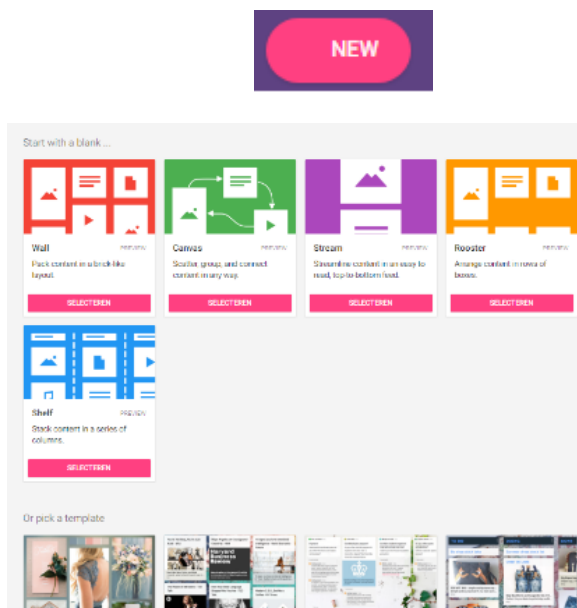 NEW
Start with a blank ...
Wall PREVIEW
Pack content in a brick-like
layout.
SELECTEREN
Canvas PREVIEW
Scatter, group, and connect
content in any way.
SELECTEREN
Stream PREVIEW
Streamline content in an easy to
read, top-to-bottom feed.
SELECTEREN
Rooster PREVIEW
Arrange content in rows of
boxes.
SELECTEREN
Shelf PREVIEW
Stack content in a series of
columns.
SELECTEREN
Or pick a template
Harvard
Business
Review